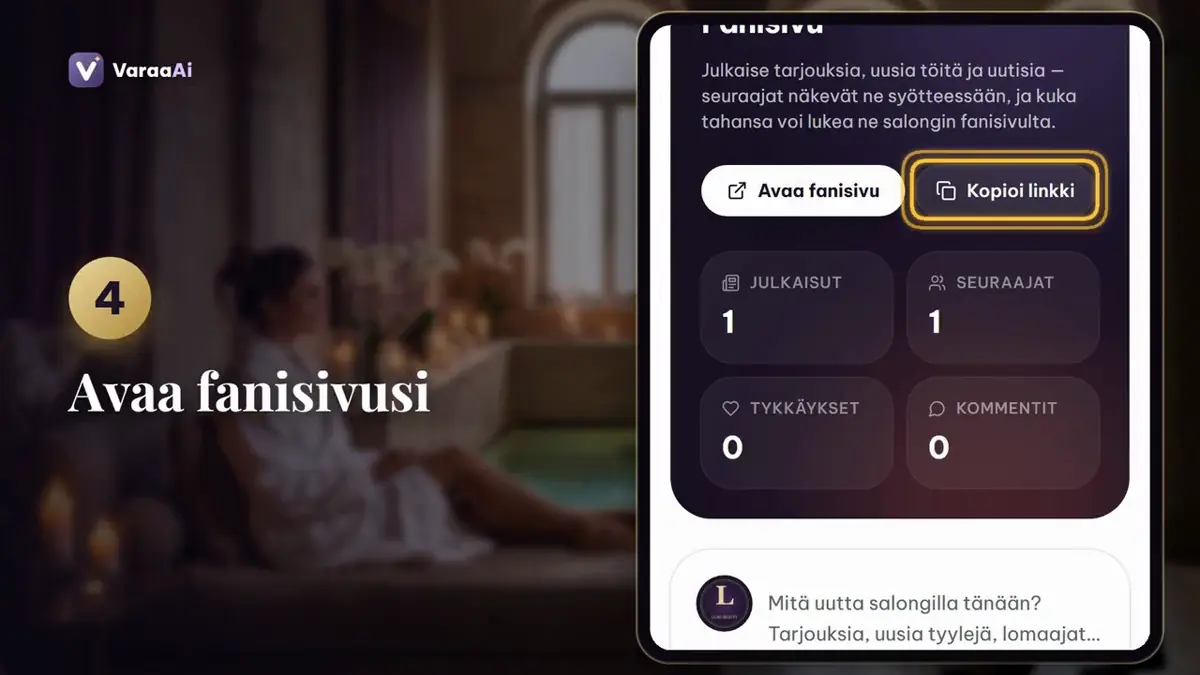 VaraaAi
4
Avaa fanisivusi
Fanisivu
Julkaise tarjouksia, uusia töitä ja uutisia —
seuraajat näkevät ne syötteessään, ja kuka
tahansa voi lukea ne salongin fanisivulta.
Avaa fanisivu
Kopioi linkki
JULKAISUT
1
SEURAAJAT
1
TYKKÄYKSET
0
KOMMENTIT
0
L
Mitä uutta salongilla tänään?
Tarjouksia, uusia tyylejä, lomaajat...